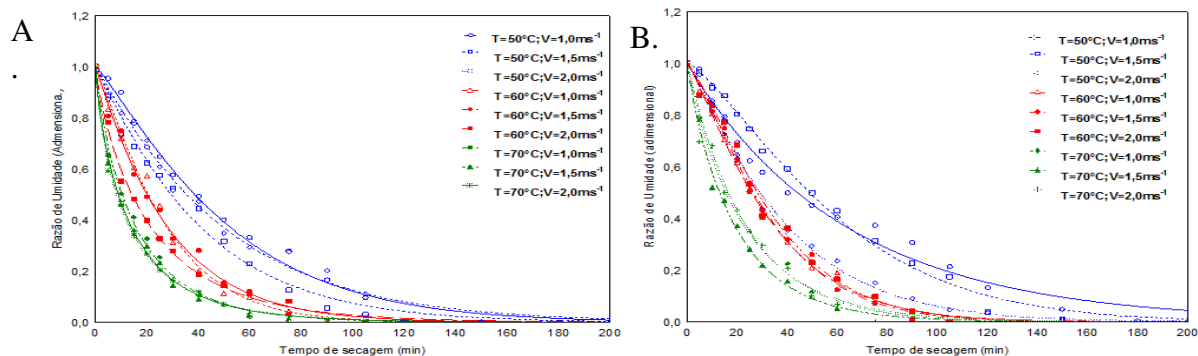 A
.
1,2
1,0
0,8
0,6
0,4
0,2
0,0
Razão de Umidade (Admensiona.,
T=50°C;V=1,0ms-1
T=50°C;V=1,5ms-1
T=50°C;V=2,0ms-1
T=60°C;V=1,0ms-1
T=60°C;V=1,5ms-1
T=60°C;V=2,0ms-1
T=70°C;V=1,0ms-1
T=70°C;V=1,5ms-1
T=70°C;V=2,0ms-1
0 20 40 60 80 100 120 140 160 180 200
Tempo de secagem (min)
B.
1,2
1,0
0,8
0,6
0,4
0,2
0,0
Razão de Umidade (adimensional)
T=50°C;V=1,0ms-1
T=50°C;V=1,5ms-1
T=50°C;V=2,0ms-1
T=60°C;V=1,0ms-1
T=60°C;V=1,5ms-1
T=60°C;V=2,0ms-1
T=70°C;V=1,0ms-1
T=70°C;V=1,5ms-1
T=70°C;V=2,0ms-1
0 20 40 60 80 100 120 140 160 180 200
Tempo de secagem (min)